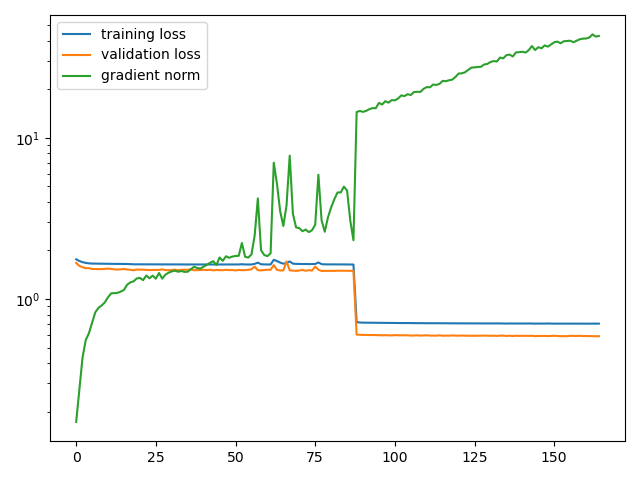 training loss
validation loss
gradient norm
10¹
10⁰
0 25 50 75 100 125 150